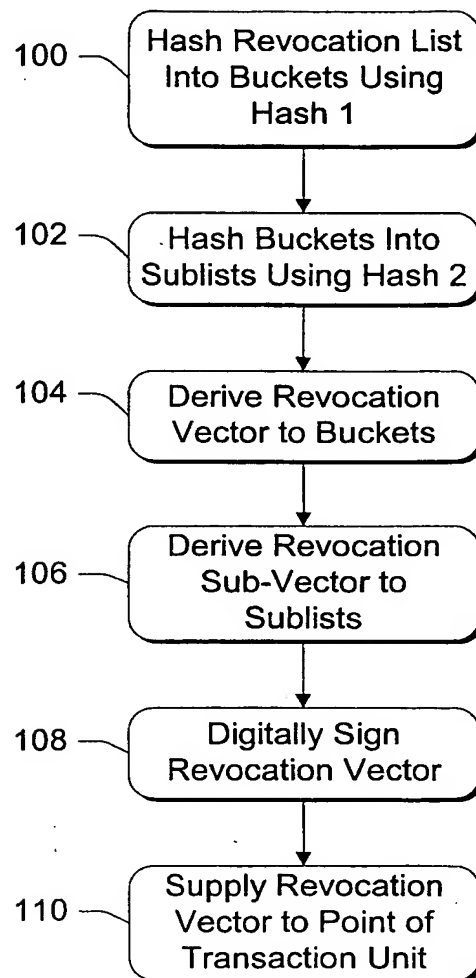 100
Hash Revocation List
Into Buckets Using
Hash 1
102
Hash Buckets Into
Sublists Using Hash 2
104
Derive Revocation
Vector to Buckets
106
Derive Revocation
Sub-Vector to
Sublists
108
Digitally Sign
Revocation Vector
110
Supply Revocation
Vector to Point of
Transaction Unit